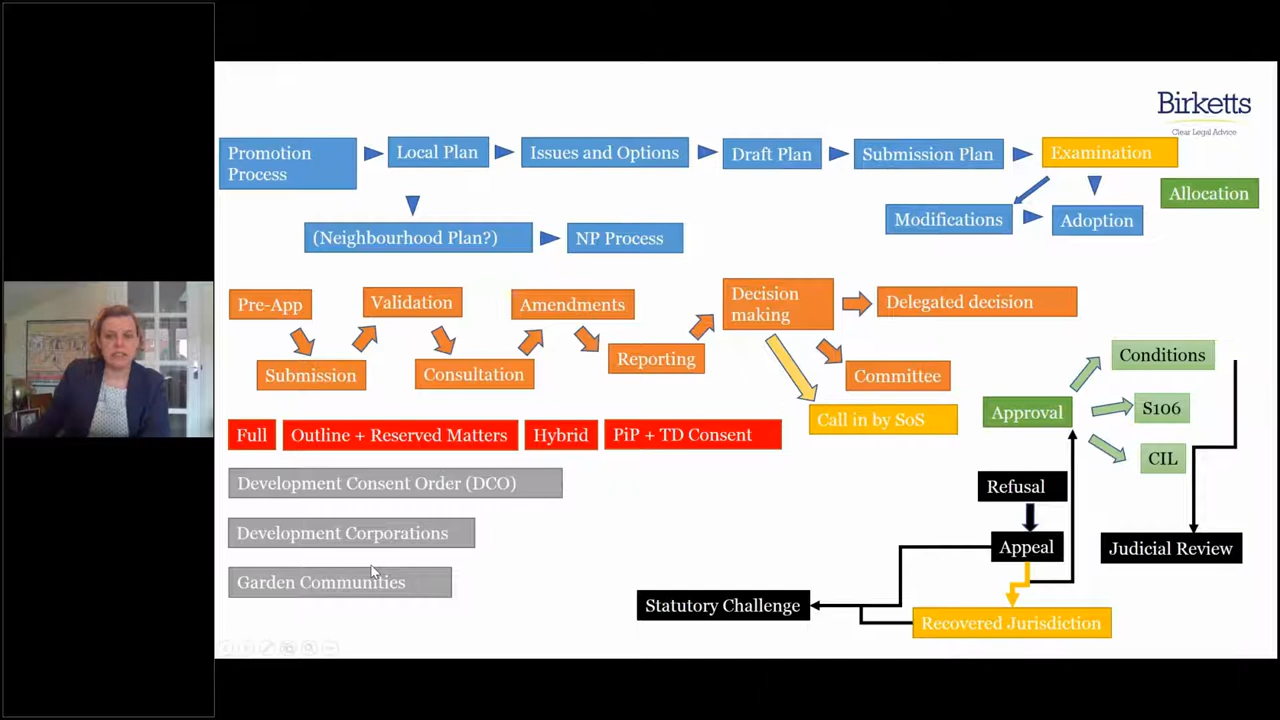 Birketts
Clear Legal Advice
Promotion
Process
Local Plan
Issues and Options
Draft Plan
Submission Plan
Examination
Allocation
Modifications
Adoption
(Neighbourhood Plan?)
NP Process
Pre-App
Validation
Amendments
Decision
making
Delegated decision
Submission
Consultation
Reporting
Committee
Call in by SoS
Conditions
Approval
S106
CIL
Full
Outline + Reserved Matters
Hybrid
PiP + TD Consent
Development Consent Order (DCO)
Development Corporations
Garden Communities
Refusal
Appeal
Judicial Review
Statutory Challenge
Recovered Jurisdiction